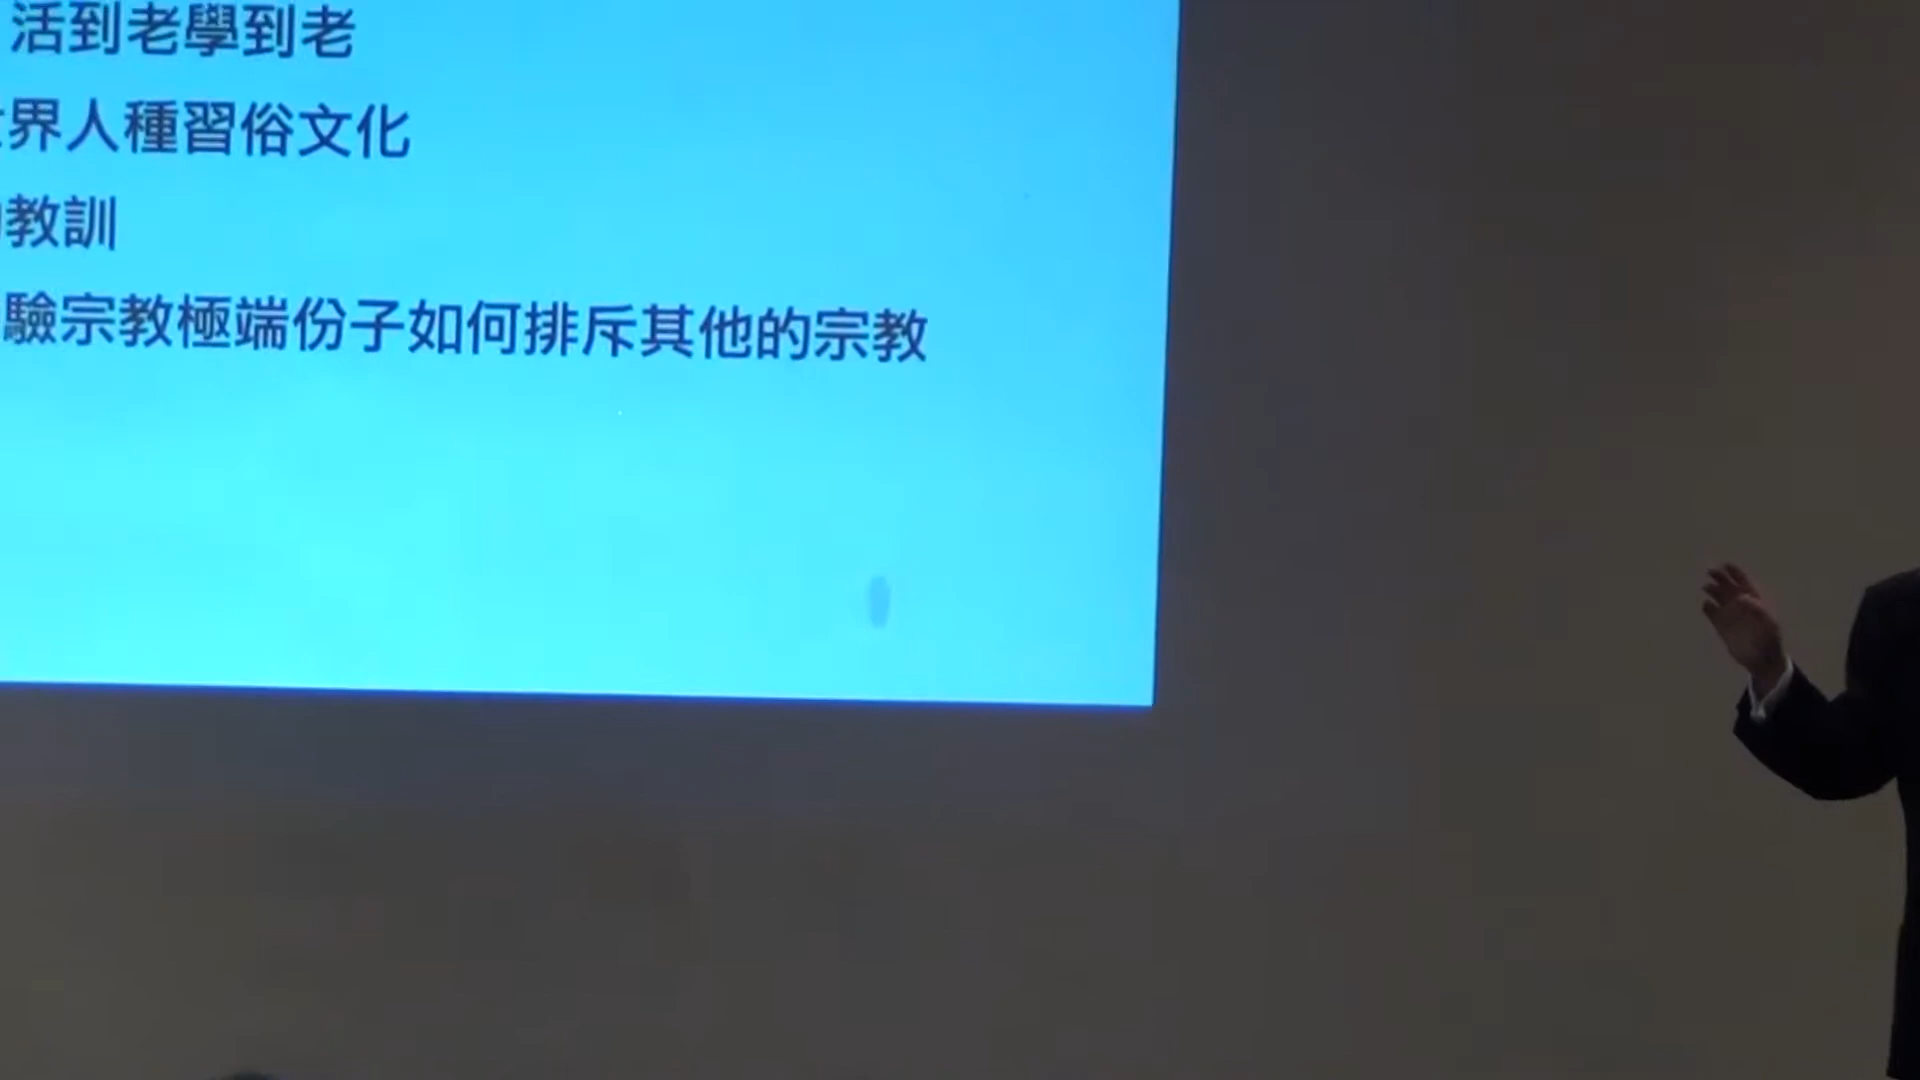 活到老學到老
界人種習俗文化
教訓
驗宗教極端份子如何排斥其他的宗教